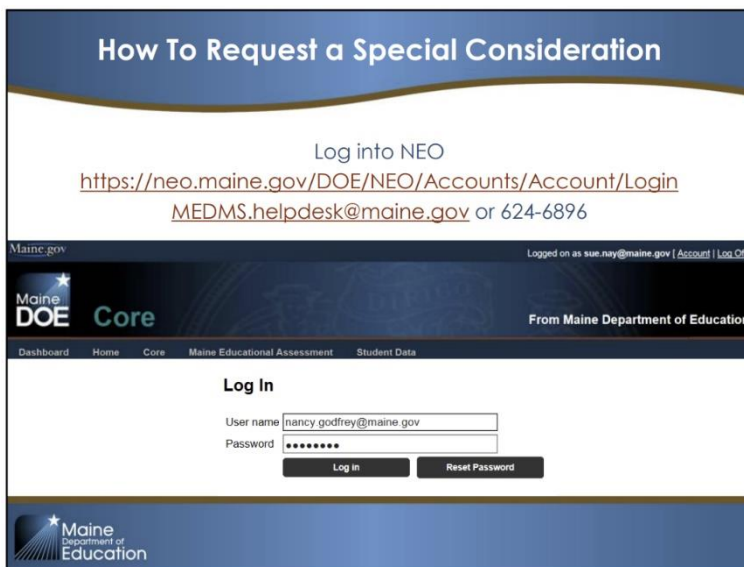 How To Request a Special Consideration
Log into NEO
https://neo.maine.gov/DOE/NEO/Accounts/Account/Login
MEDMS.helpdesk@maine.gov or 624-6896
Maine.gov
Logged on as sue.nay@maine.gov [ Account | Log Of
Maine
DOE
Core
From Maine Department of Education
Dashboard Home Core Maine Educational Assessment Student Data
Log In
User name nancy.godfrey@maine.gov
Password ●●●●●●●●
Log in Reset Password
Maine
Department of
Education